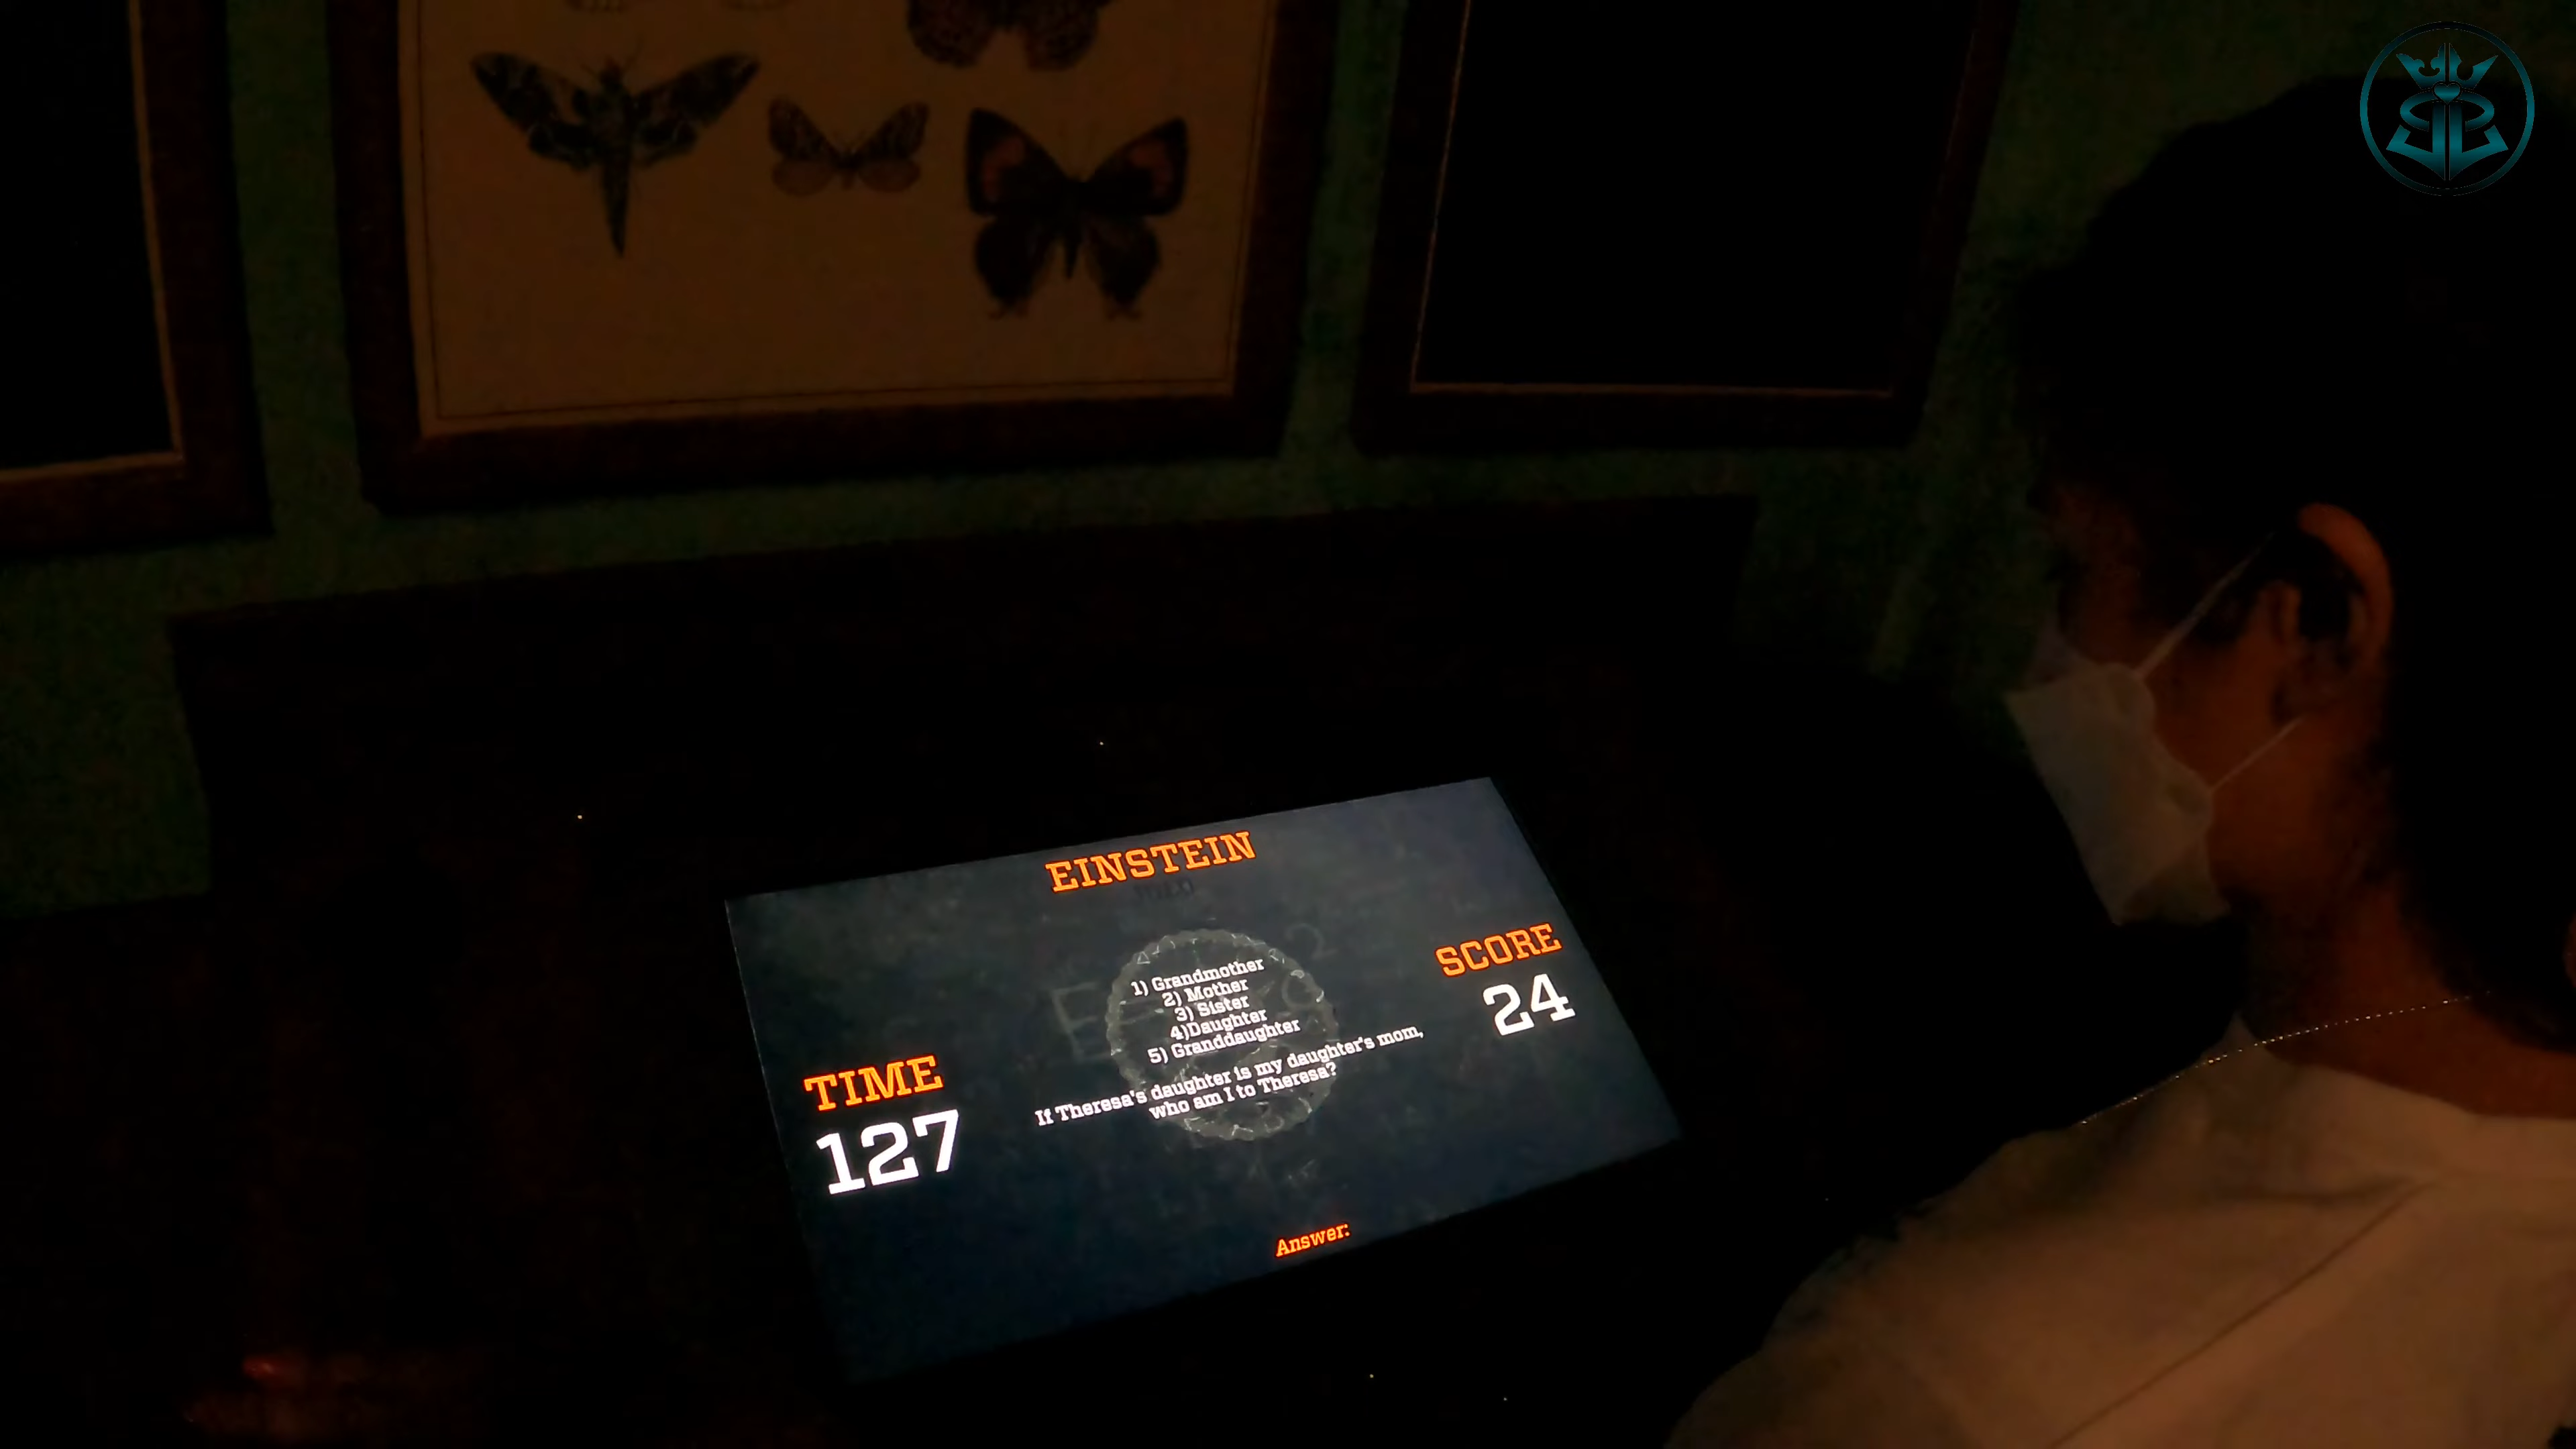 EINSTEIN
1) Grandmother
2) Mother
3) Sister
4)Daughter
5) Granddaughter
If Theresa's daughter is my daughter's mom,
who am I to Theresa?
TIME
127
SCORE
24
Answer: